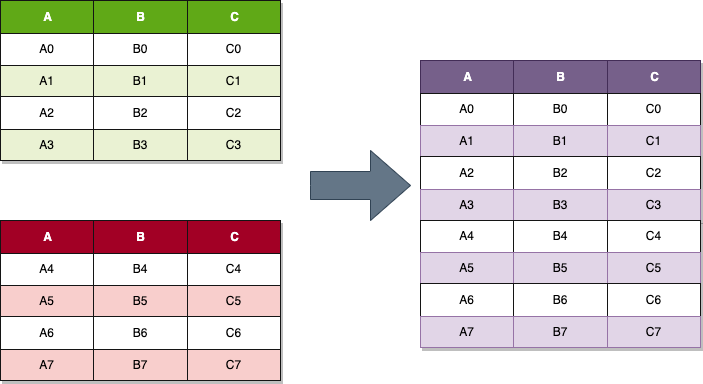 A B C
A0 B0 C0
A1 B1 C1
A2 B2 C2
A3 B3 C3
A B C
A4 B4 C4
A5 B5 C5
A6 B6 C6
A7 B7 C7
A B C
A0 B0 C0
A1 B1 C1
A2 B2 C2
A3 B3 C3
A4 B4 C4
A5 B5 C5
A6 B6 C6
A7 B7 C7